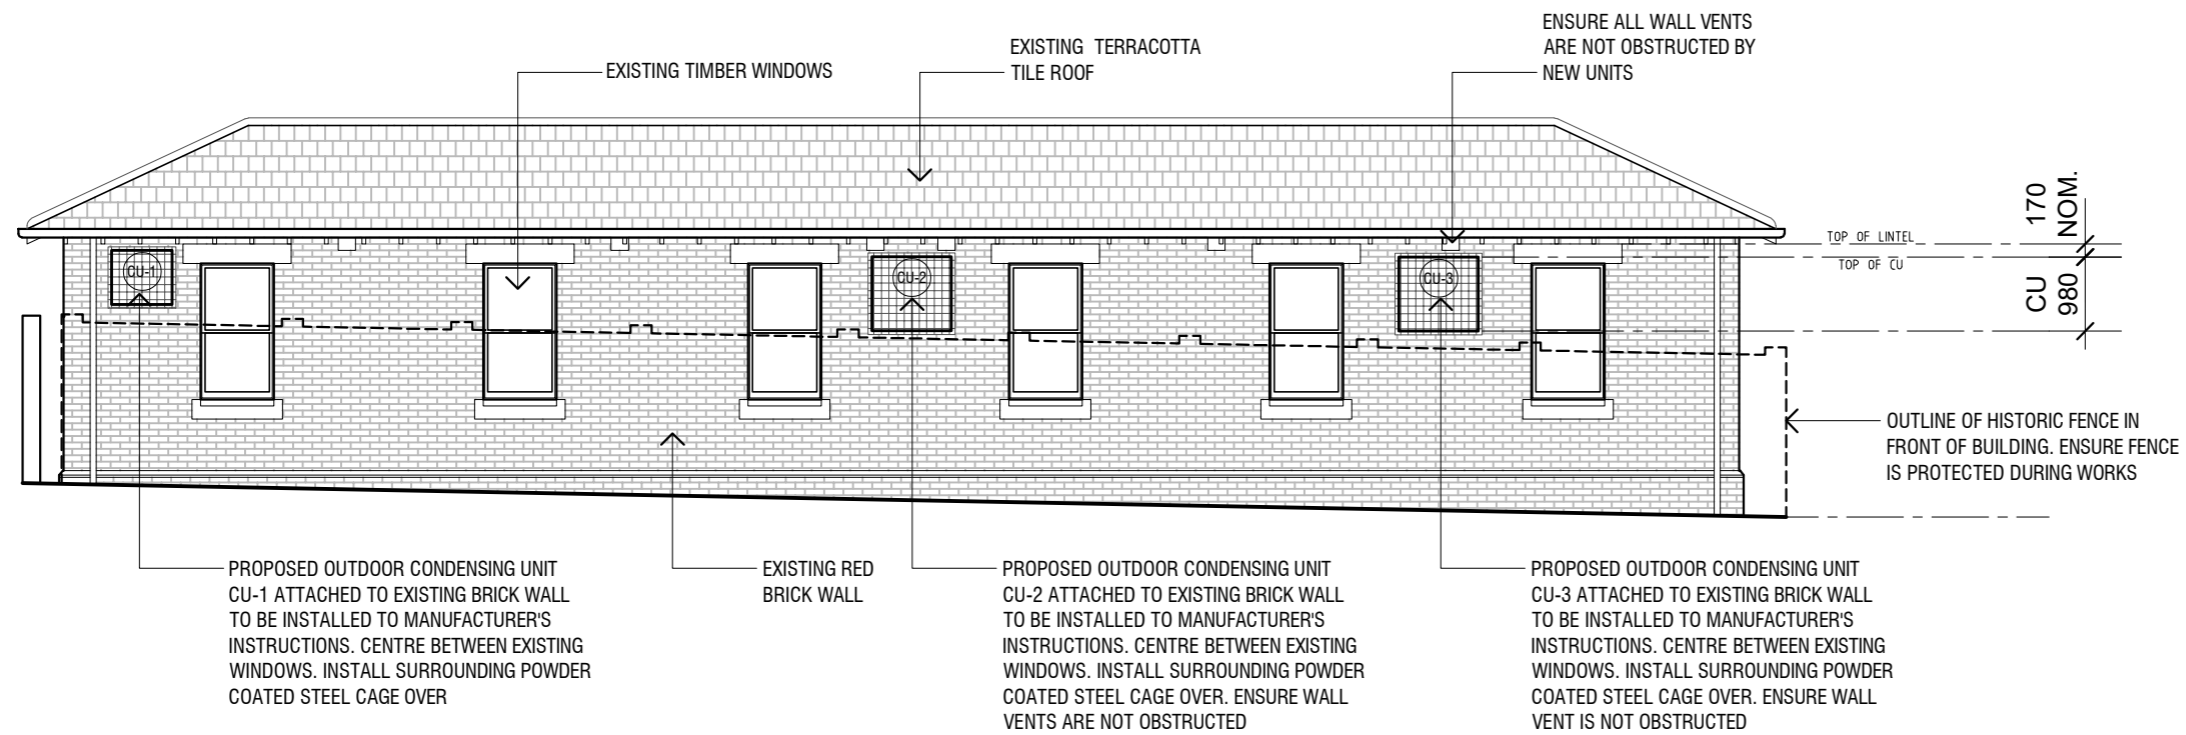 ENSURE ALL WALL VENTS
ARE NOT OBSTRUCTED BY
NEW UNITS
EXISTING TERRACOTTA
TILE ROOF
EXISTING TIMBER WINDOWS
170
NOM.
TOP OF LINTEL
TOP OF CU
CU
980
CU-1
CU-2
CU-3
OUTLINE OF HISTORIC FENCE IN
FRONT OF BUILDING. ENSURE FENCE
IS PROTECTED DURING WORKS
PROPOSED OUTDOOR CONDENSING UNIT
CU-1 ATTACHED TO EXISTING BRICK WALL
TO BE INSTALLED TO MANUFACTURER'S
INSTRUCTIONS. CENTRE BETWEEN EXISTING
WINDOWS. INSTALL SURROUNDING POWDER
COATED STEEL CAGE OVER
EXISTING RED
BRICK WALL
PROPOSED OUTDOOR CONDENSING UNIT
CU-2 ATTACHED TO EXISTING BRICK WALL
TO BE INSTALLED TO MANUFACTURER'S
INSTRUCTIONS. CENTRE BETWEEN EXISTING
WINDOWS. INSTALL SURROUNDING POWDER
COATED STEEL CAGE OVER. ENSURE WALL
VENTS ARE NOT OBSTRUCTED
PROPOSED OUTDOOR CONDENSING UNIT
CU-3 ATTACHED TO EXISTING BRICK WALL
TO BE INSTALLED TO MANUFACTURER'S
INSTRUCTIONS. CENTRE BETWEEN EXISTING
WINDOWS. INSTALL SURROUNDING POWDER
COATED STEEL CAGE OVER. ENSURE WALL
VENT IS NOT OBSTRUCTED